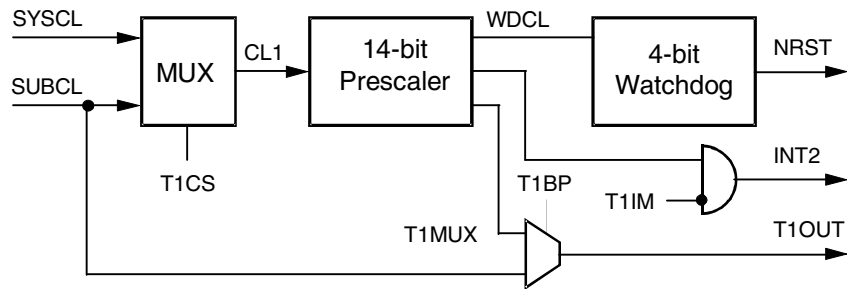 SYSCL
SUBCL
MUX
T1CS
CL1
14-bit
Prescaler
WDCL
4-bit
Watchdog
NRST
INT2
T1IM
T1BP
T1MUX
T1OUT